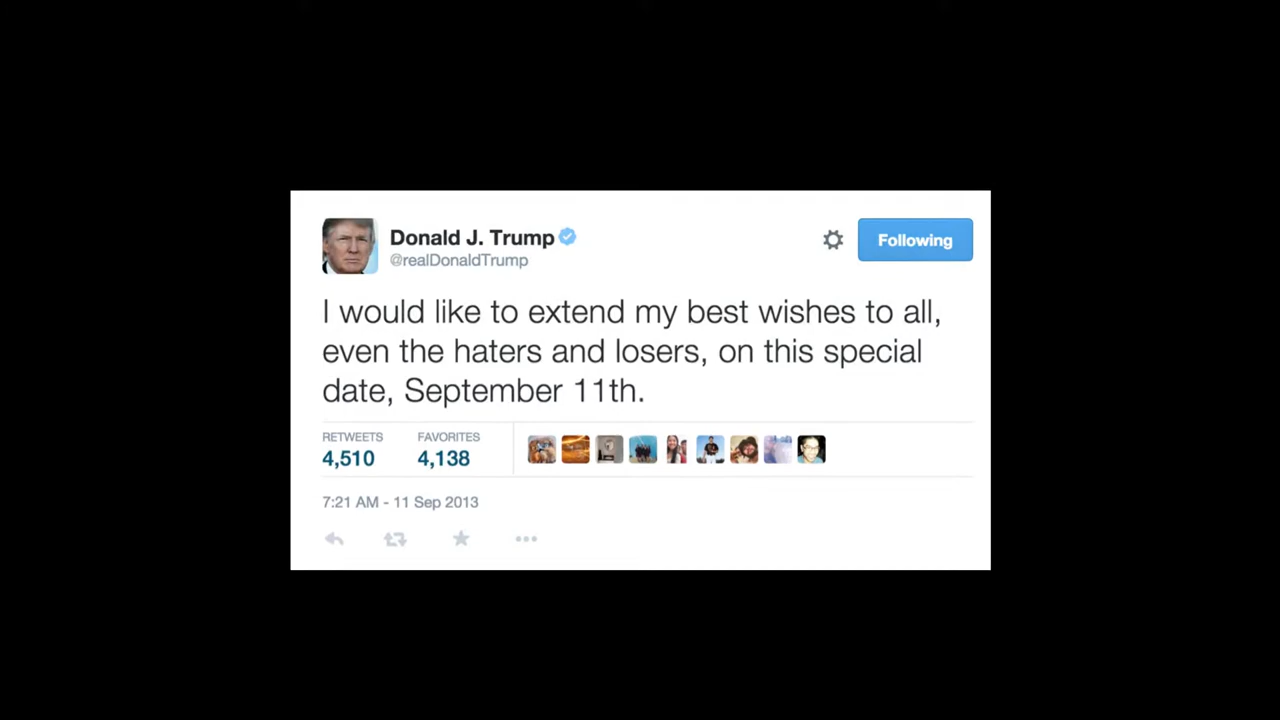 Donald J. Trump
@realDonaldTrump
Following
I would like to extend my best wishes to all,
even the haters and losers, on this special
date, September 11th.
RETWEETS FAVORITES
4,510 4,138
7:21 AM - 11 Sep 2013